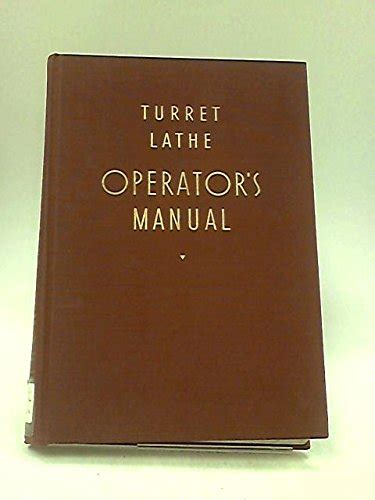 TURRET
LATHE
OPERATOR'S
MANUAL